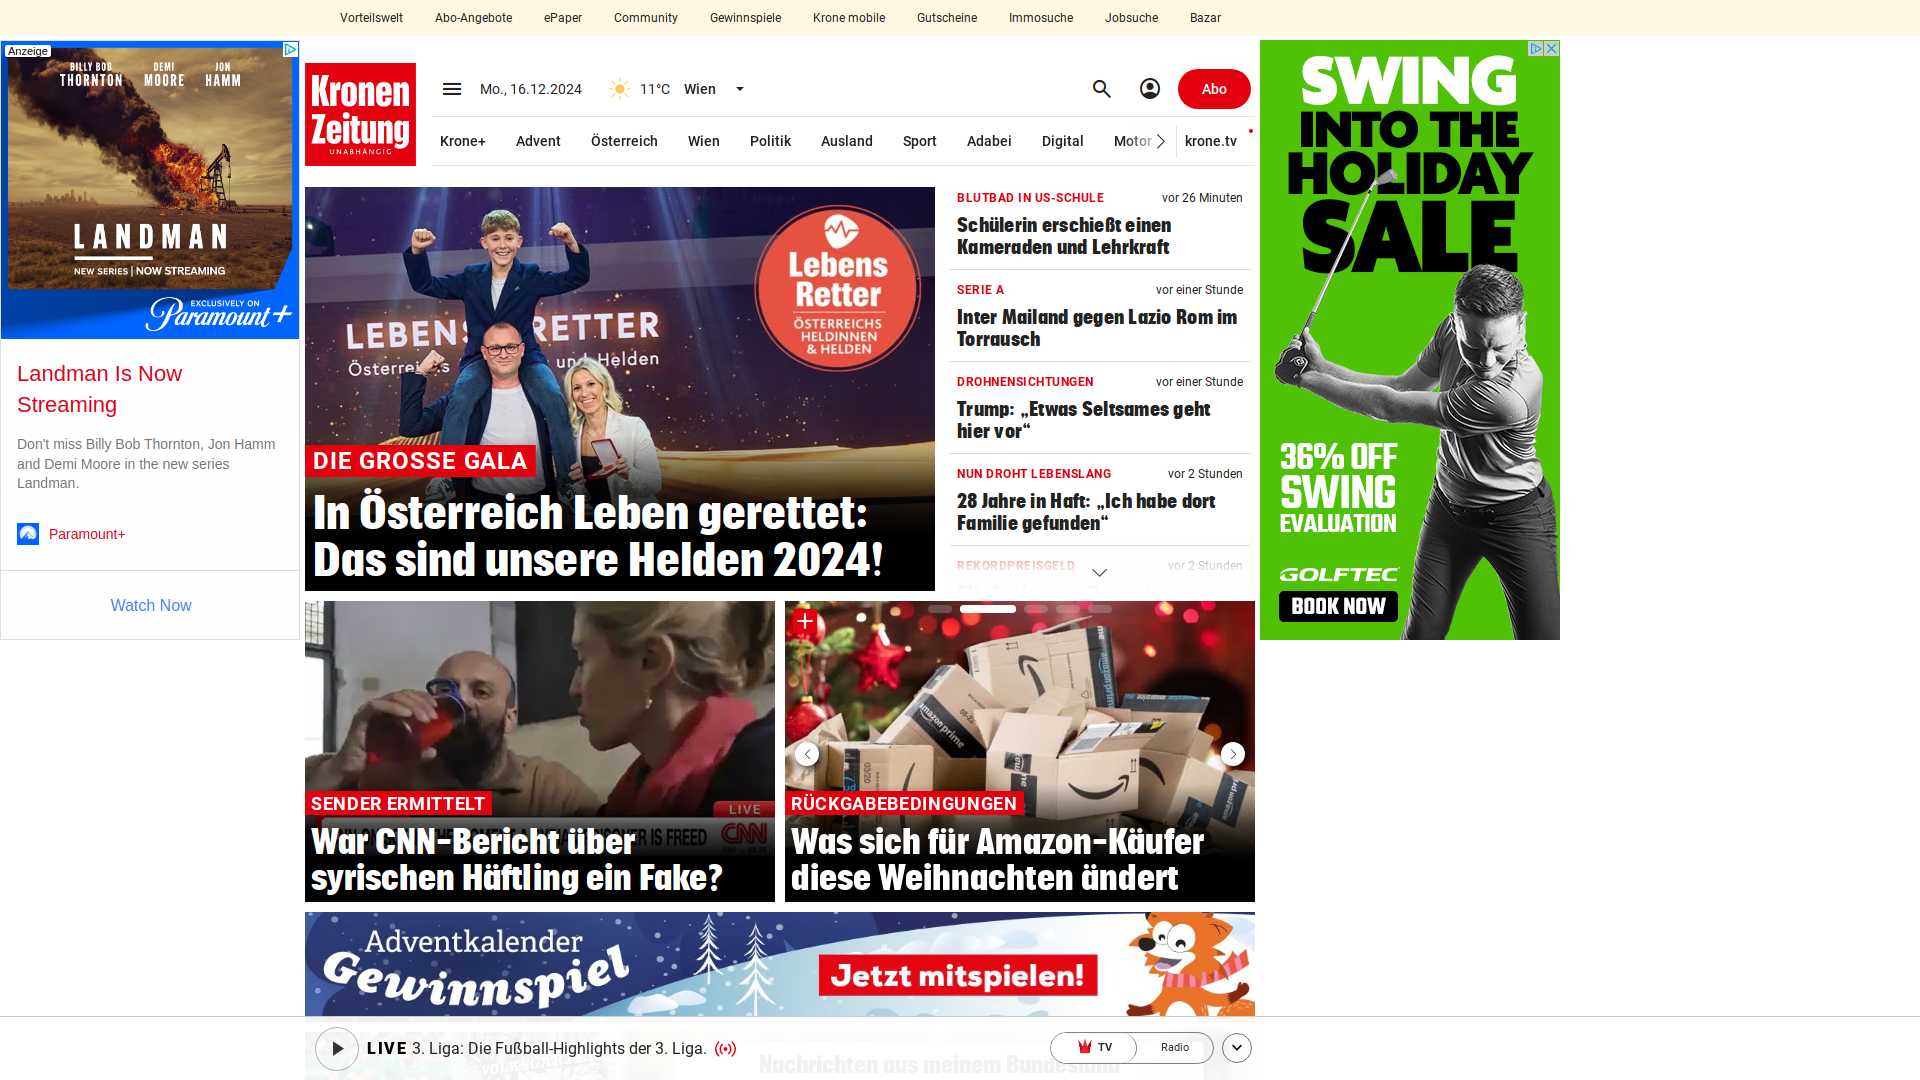 Vorteilswelt Abo-Angebote ePaper Community Gewinnspiele Krone mobile Gutscheine Immosuche Jobsuche Bazar
Anzeige
BILLY BOB THORNTON DEMI MOORE JON HAMM
LANDMAN
NEW SERIES | NOW STREAMING
EXCLUSIVELY ON
Paramount+
Landman Is Now
Streaming
Don't miss Billy Bob Thornton, Jon Hamm
and Demi Moore in the new series
Landman.
Paramount+
Watch Now
Kronen
Zeitung
UNABHÄNGIG
Mo., 16.12.2024 11°C Wien
Abo
Krone+ Advent Österreich Wien Politik Ausland Sport Adabei Digital Motor krone.tv
LEBENSRETTER
Lebens
Retter
ÖSTERREICHS
HELDINNEN
& HELDEN
DIE GROSSE GALA
In Österreich Leben gerettet:
Das sind unsere Helden 2024!
BLUTBAD IN US-SCHULE vor 26 Minuten
Schülerin erschießt einen
Kameraden und Lehrkraft
SERIE A vor einer Stunde
Inter Mailand gegen Lazio Rom im
Torrausch
DROHNENSICHTUNGEN vor einer Stunde
Trump: „Etwas Seltsames geht
hier vor“
NUN DROHT LEBENSLANG vor 2 Stunden
28 Jahre in Haft: „Ich habe dort
Familie gefunden“
REKORDPREISGELD vor 2 Stunden
SENDER ERMITTELT
LIVE
CNN
War CNN-Bericht über
syrischen Häftling ein Fake?
amazon prime
RÜCKGABEBEDINGUNGEN
Was sich für Amazon-Käufer
diese Weihnachten ändert
Adventkalender
Gewinnspiel
Jetzt mitspielen!
LIVE 3. Liga: Die Fußball-Highlights der 3. Liga.
TV Radio
Nachrichten aus meinem Bundesland
SWING
INTO THE
HOLIDAY
SALE
36% OFF
SWING
EVALUATION
GOLFTEC
BOOK NOW